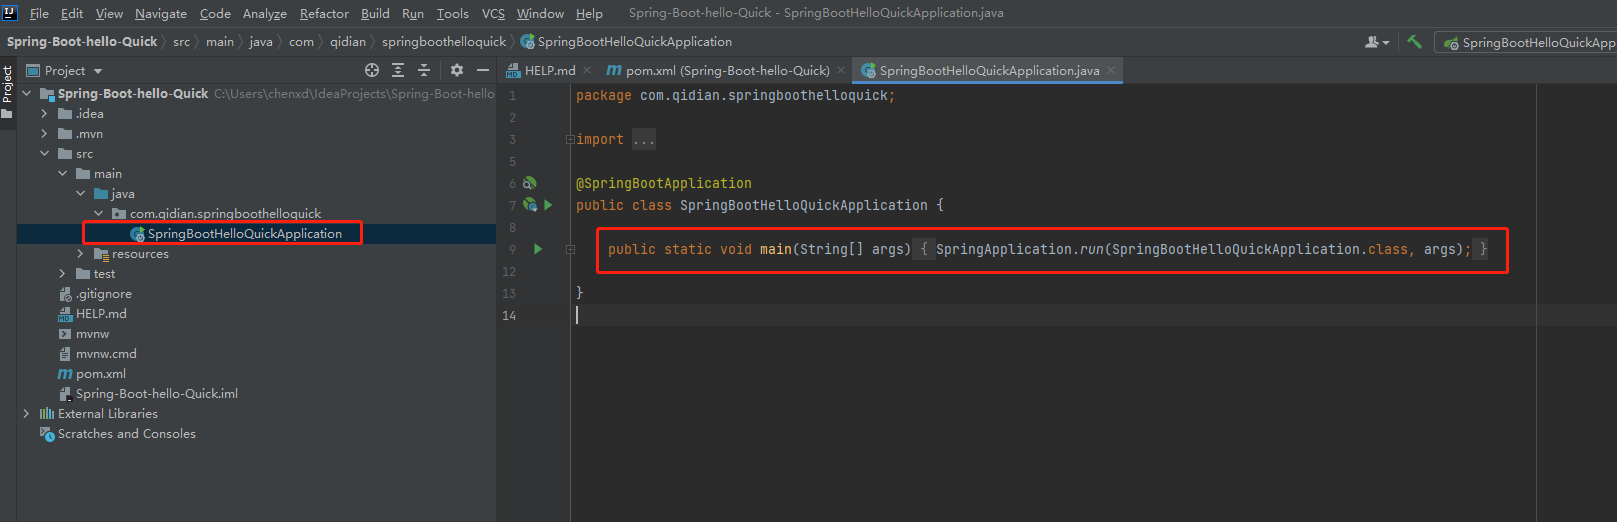 IJ File Edit View Navigate Code Analyze Refactor Build Run Tools VCS Window Help Spring-Boot-hello-Quick - SpringBootHelloQuickApplication.java
Spring-Boot-hello-Quick src main java com qidian springboothelloquick SpringBootHelloQuickApplication SpringBootHelloQuickApp
Project
Project
Spring-Boot-hello-Quick C:\Users\chenxd\IdeaProjects\Spring-Boot-hello
.idea
.mvn
src
main
java
com.qidian.springboothelloquick
SpringBootHelloQuickApplication
resources
test
.gitignore
MD HELP.md
mvnw
mvnw.cmd
m pom.xml
Spring-Boot-hello-Quick.iml
External Libraries
Scratches and Consoles
MD HELP.md m pom.xml (Spring-Boot-hello-Quick) SpringBootHelloQuickApplication.java
1 package com.qidian.springboothelloquick;
2
3 import ...
5
6 @SpringBootApplication
7 public class SpringBootHelloQuickApplication {
8
9 public static void main(String[] args) { SpringApplication.run(SpringBootHelloQuickApplication.class, args); }
12
13 }
14